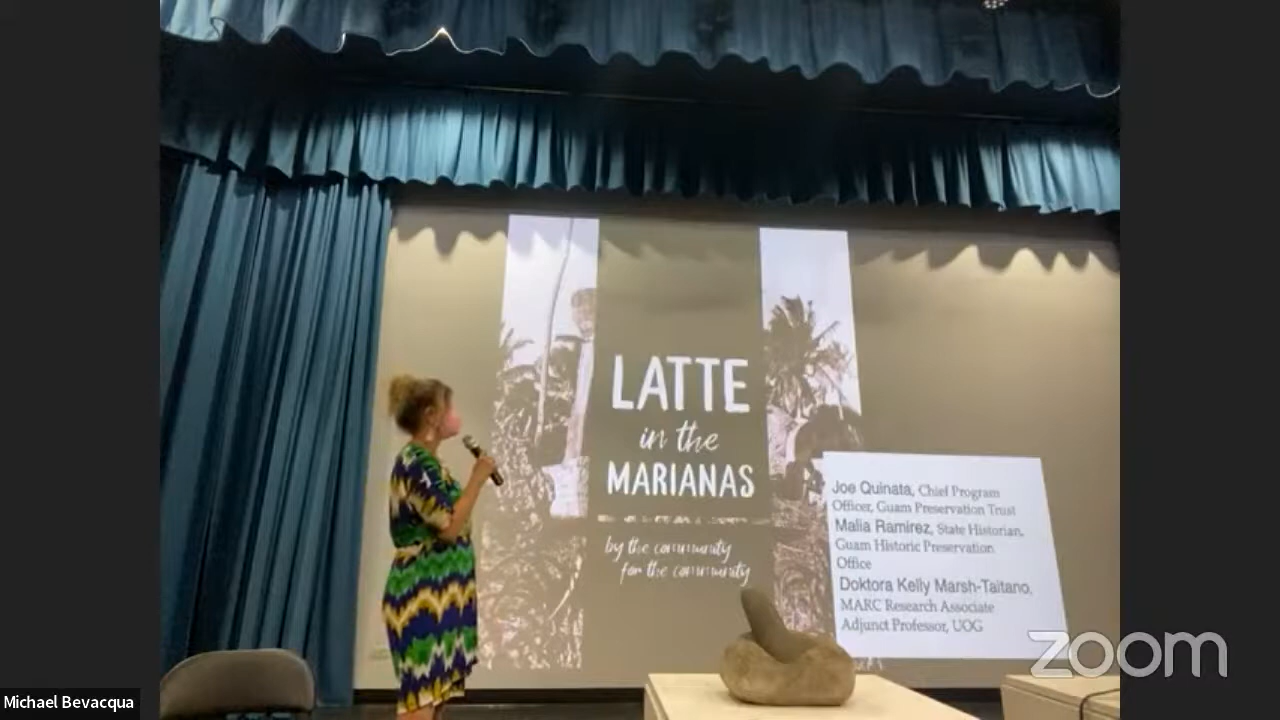 LATTE
in the
MARIANAS
by the community
for the community
Joe Quinata, Chief Program
Officer, Guam Preservation Trust
Malia Ramirez, State Historian,
Guam Historic Preservation
Office
Doktora Kelly Marsh-Taitano,
MARC Research Associate
Adjunct Professor, UOG
zoom
Michael Bevacqua